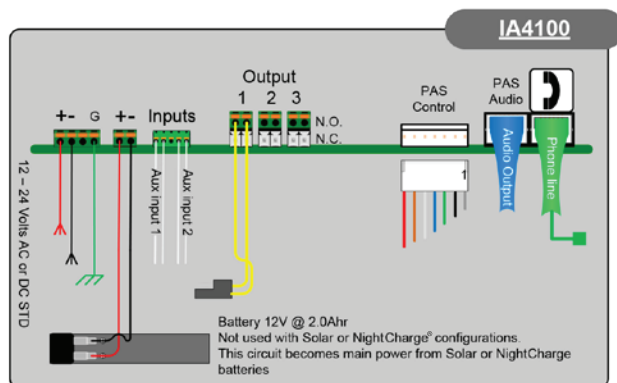 IA4100
Output
1 2 3
N.O.
N.C.
PAS
Control
PAS
Audio
+- G +- Inputs
12 – 24 Volts AC or DC STD
Aux input 1
Aux input 2
1
Audio Output
Phone line
Battery 12V @ 2.0Ahr
Not used with Solar or NightCharge® configurations.
This circuit becomes main power from Solar or NightCharge
batteries